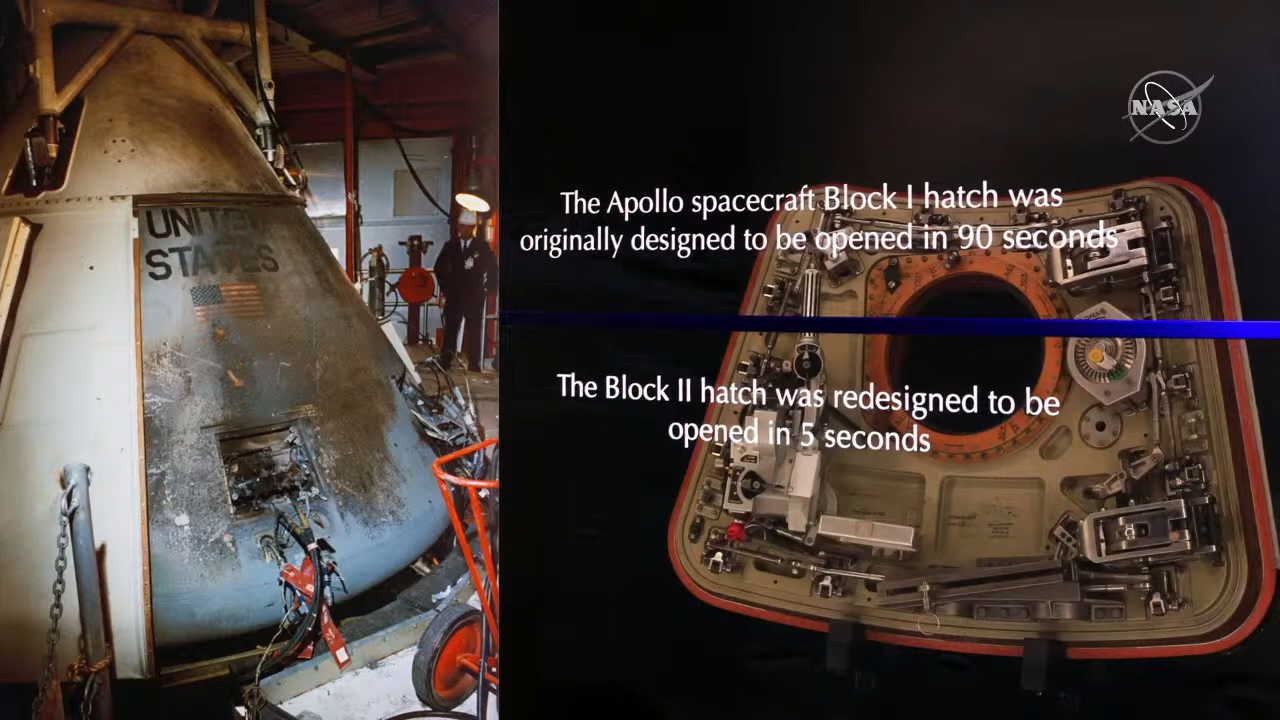 UNITED
STATES
NASA
The Apollo spacecraft Block I hatch was
originally designed to be opened in 90 seconds
The Block II hatch was redesigned to be
opened in 5 seconds